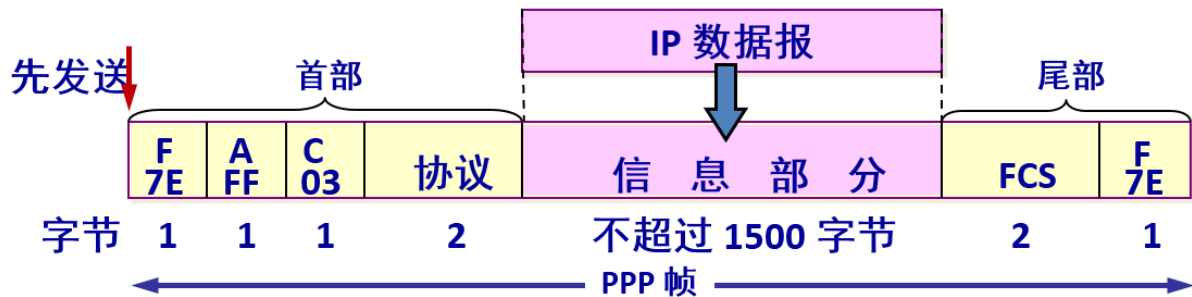 IP 数据报
先发送
首部
尾部
F
7E
A
FF
C
03
协议
信 息 部 分
FCS
F
7E
字节 1 1 1 2 不超过 1500 字节 2 1
PPP 帧